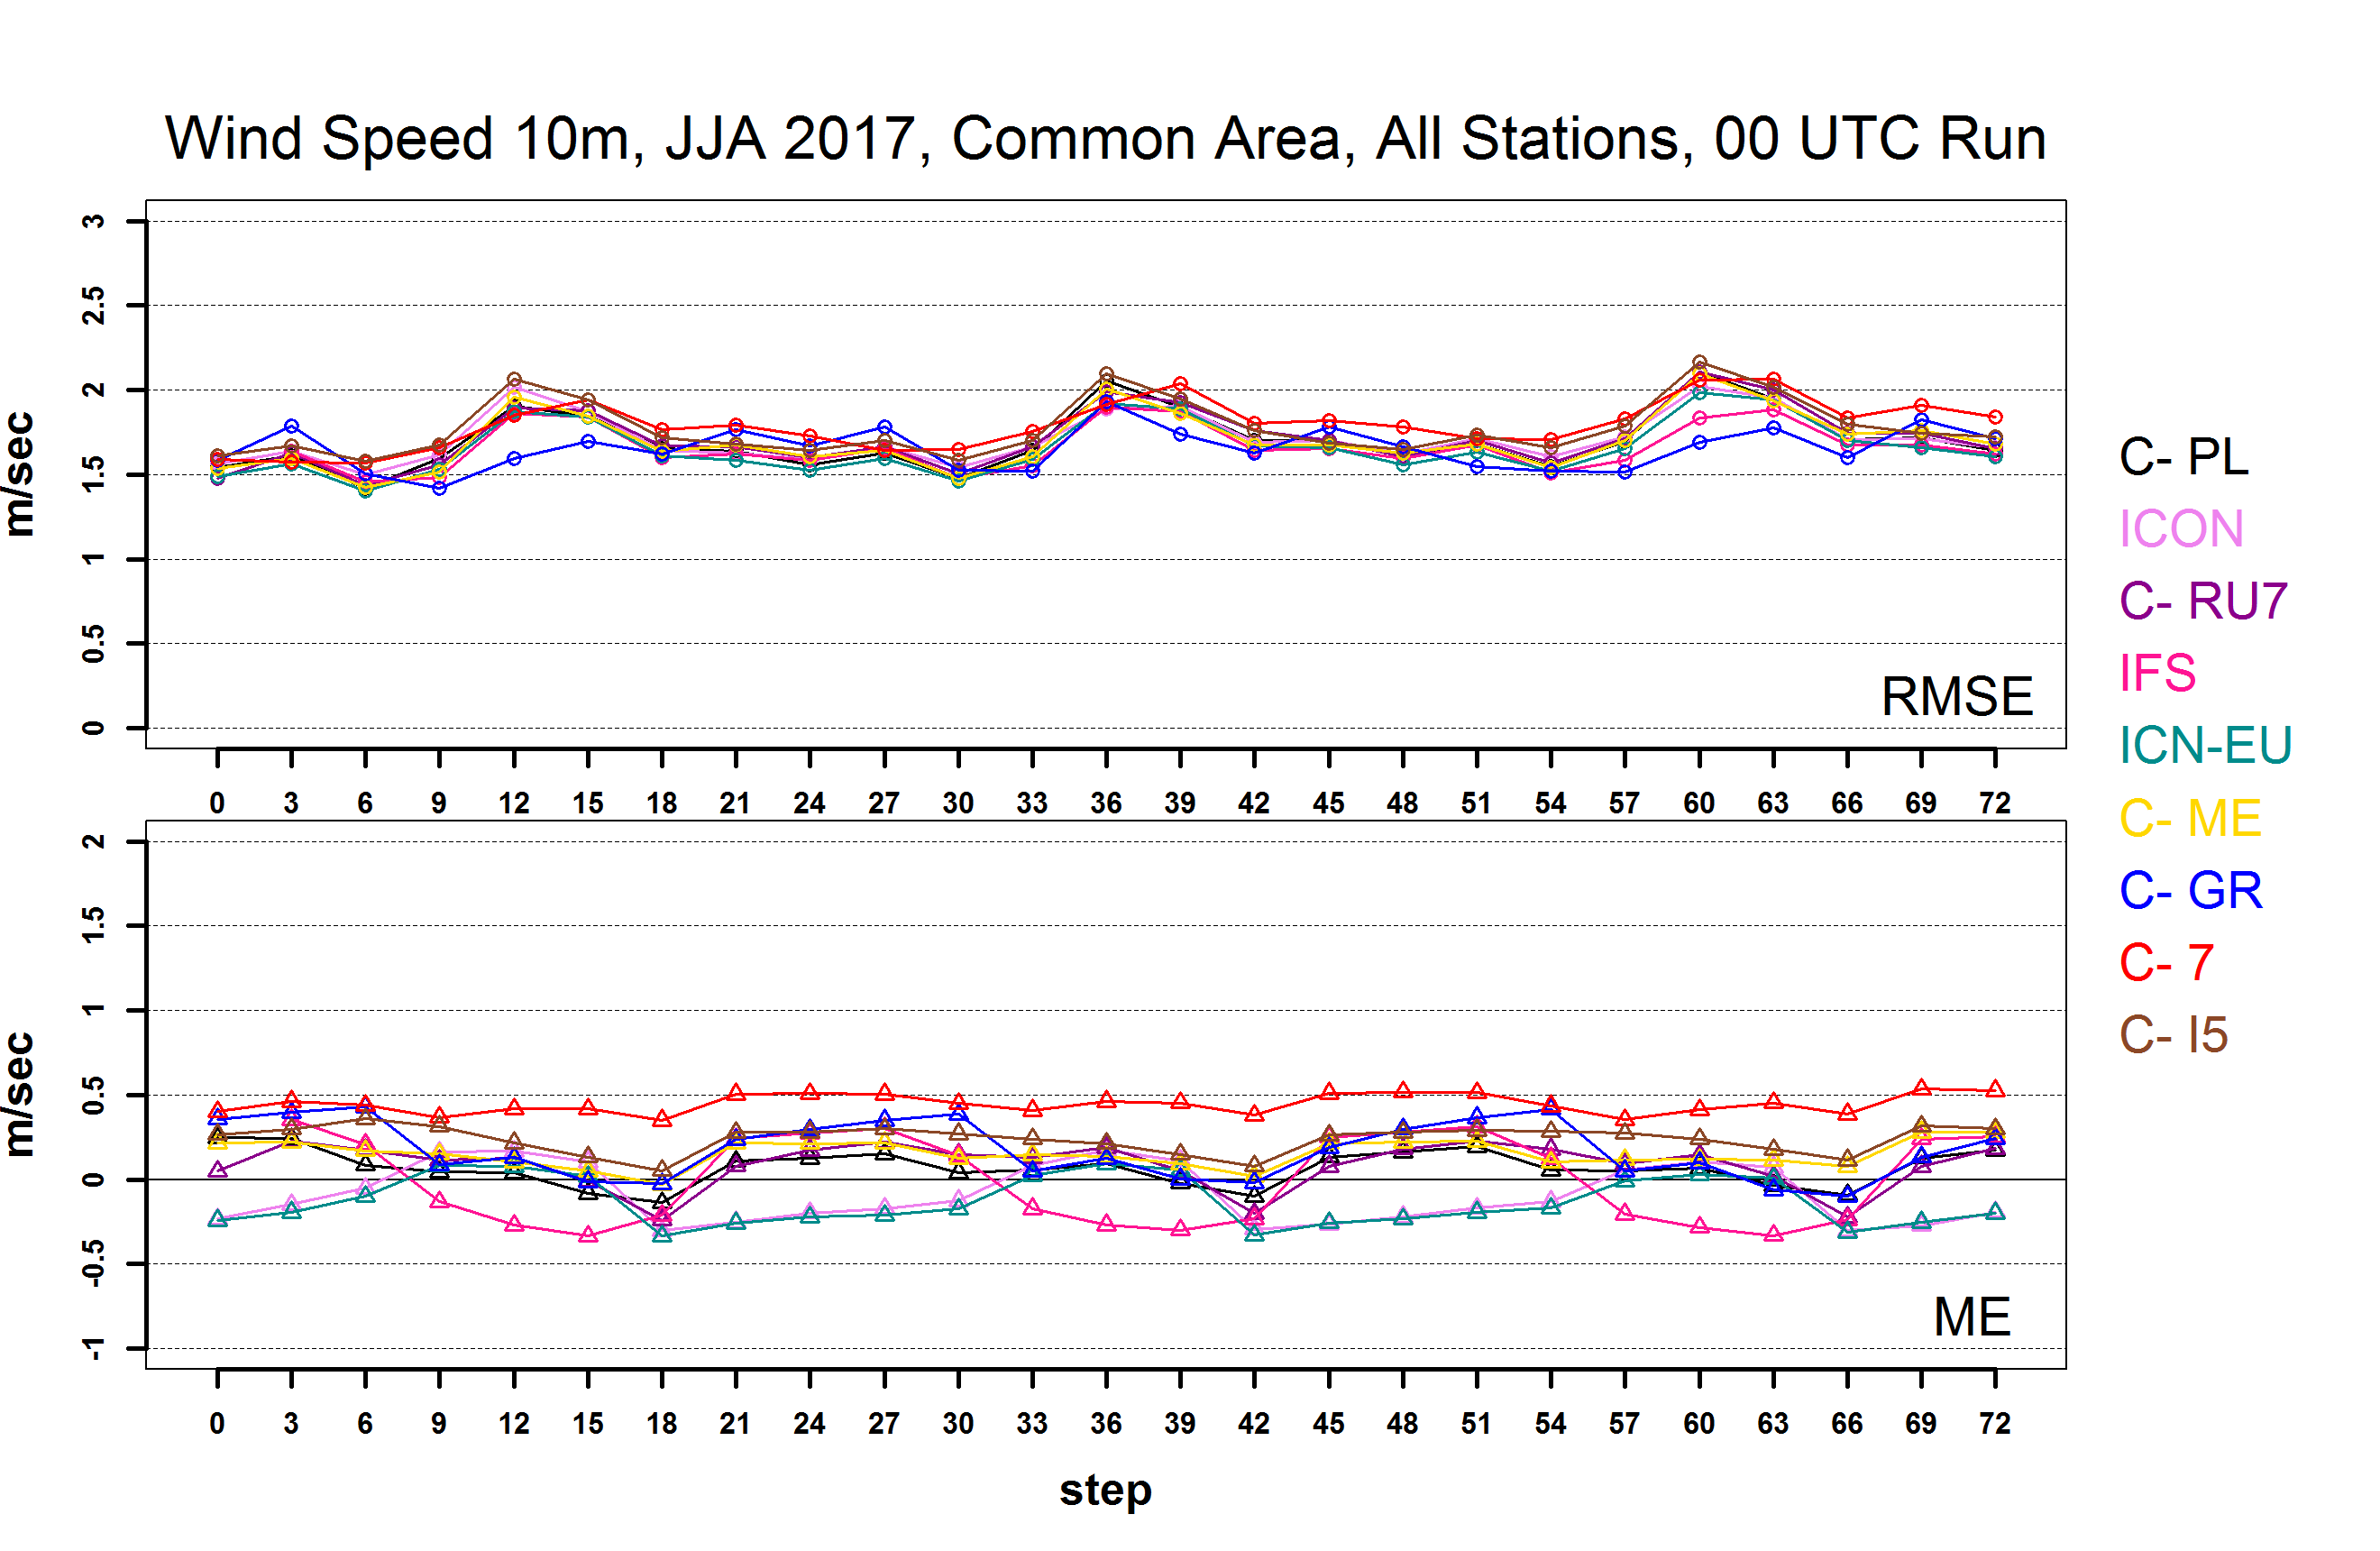 Wind Speed 10m, JJA 2017, Common Area, All Stations, 00 UTC Run
3
2.5
2
1.5
1
0.5
0
m/sec
RMSE
0 3 6 9 12 15 18 21 24 27 30 33 36 39 42 45 48 51 54 57 60 63 66 69 72
2
1.5
1
0.5
0
-0.5
-1
m/sec
ME
0 3 6 9 12 15 18 21 24 27 30 33 36 39 42 45 48 51 54 57 60 63 66 69 72
step
C- PL
ICON
C- RU7
IFS
ICN-EU
C- ME
C- GR
C- 7
C- I5